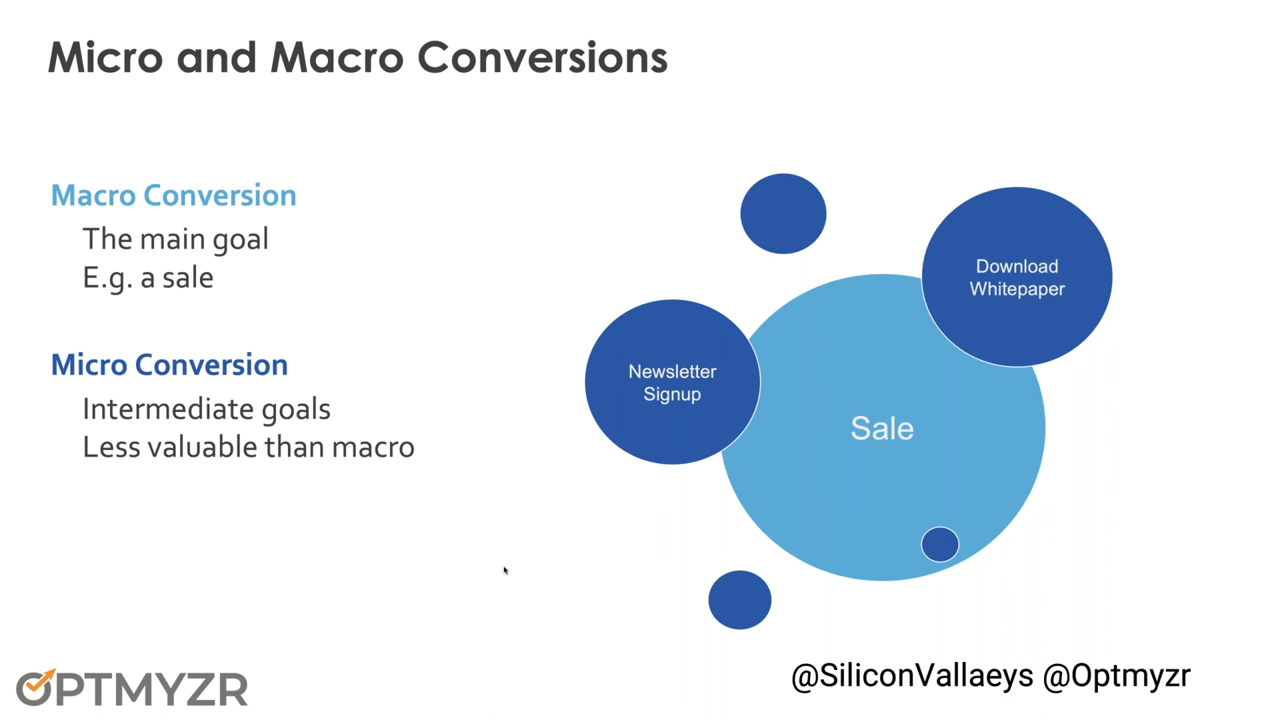 Micro and Macro Conversions
Macro Conversion
The main goal
E.g. a sale
Micro Conversion
Intermediate goals
Less valuable than macro
Download
Whitepaper
Newsletter
Signup
Sale
OPTMYZR
@SiliconVallaeys @Optmyzr